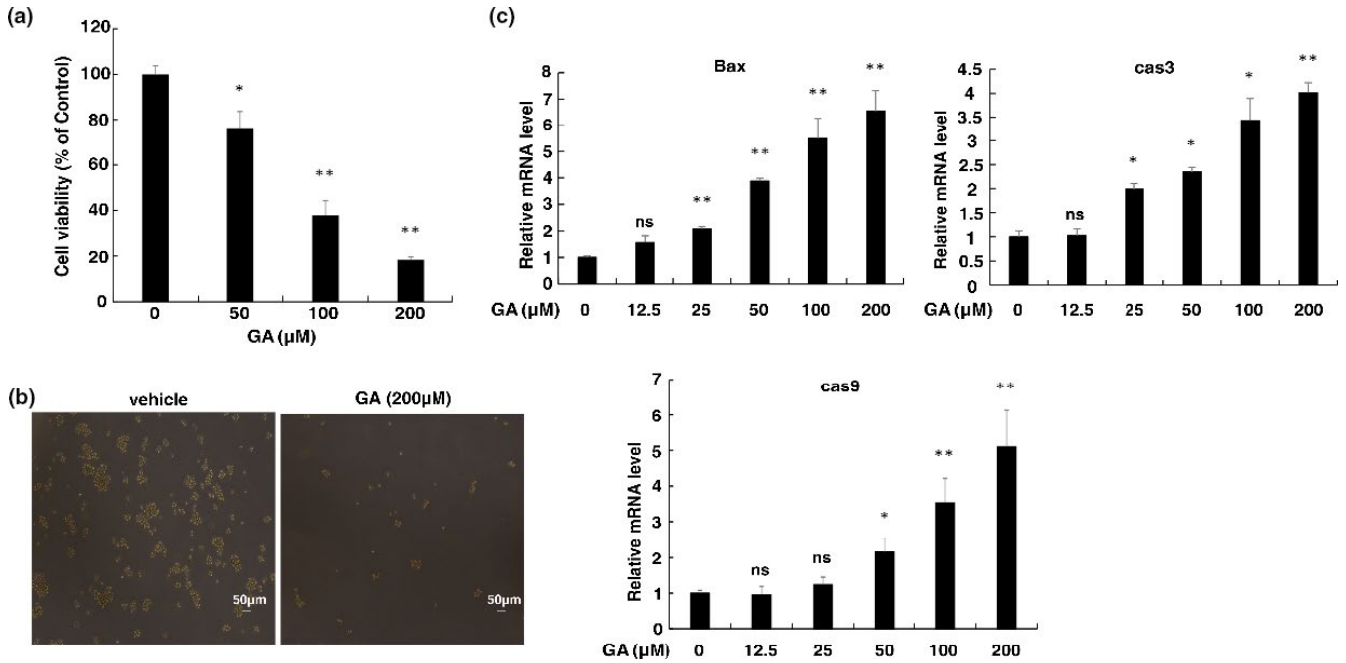 (a)
120
100
80
60
40
20
0
Cell viability (% of Control)
*
**
**
0 50 100 200
GA (µM)
(b)
vehicle
50µm
GA (200µM)
50µm
(c)
Bax
8
7
6
5
4
3
2
1
0
Relative mRNA level
ns
**
**
**
**
GA (µM) 0 12.5 25 50 100 200
cas3
4.5
4
3.5
3
2.5
2
1.5
1
0.5
0
Relative mRNA level
ns
*
*
*
**
GA (µM) 0 12.5 25 50 100 200
cas9
7
6
5
4
3
2
1
0
Relative mRNA level
ns
ns
*
**
**
GA (µM) 0 12.5 25 50 100 200